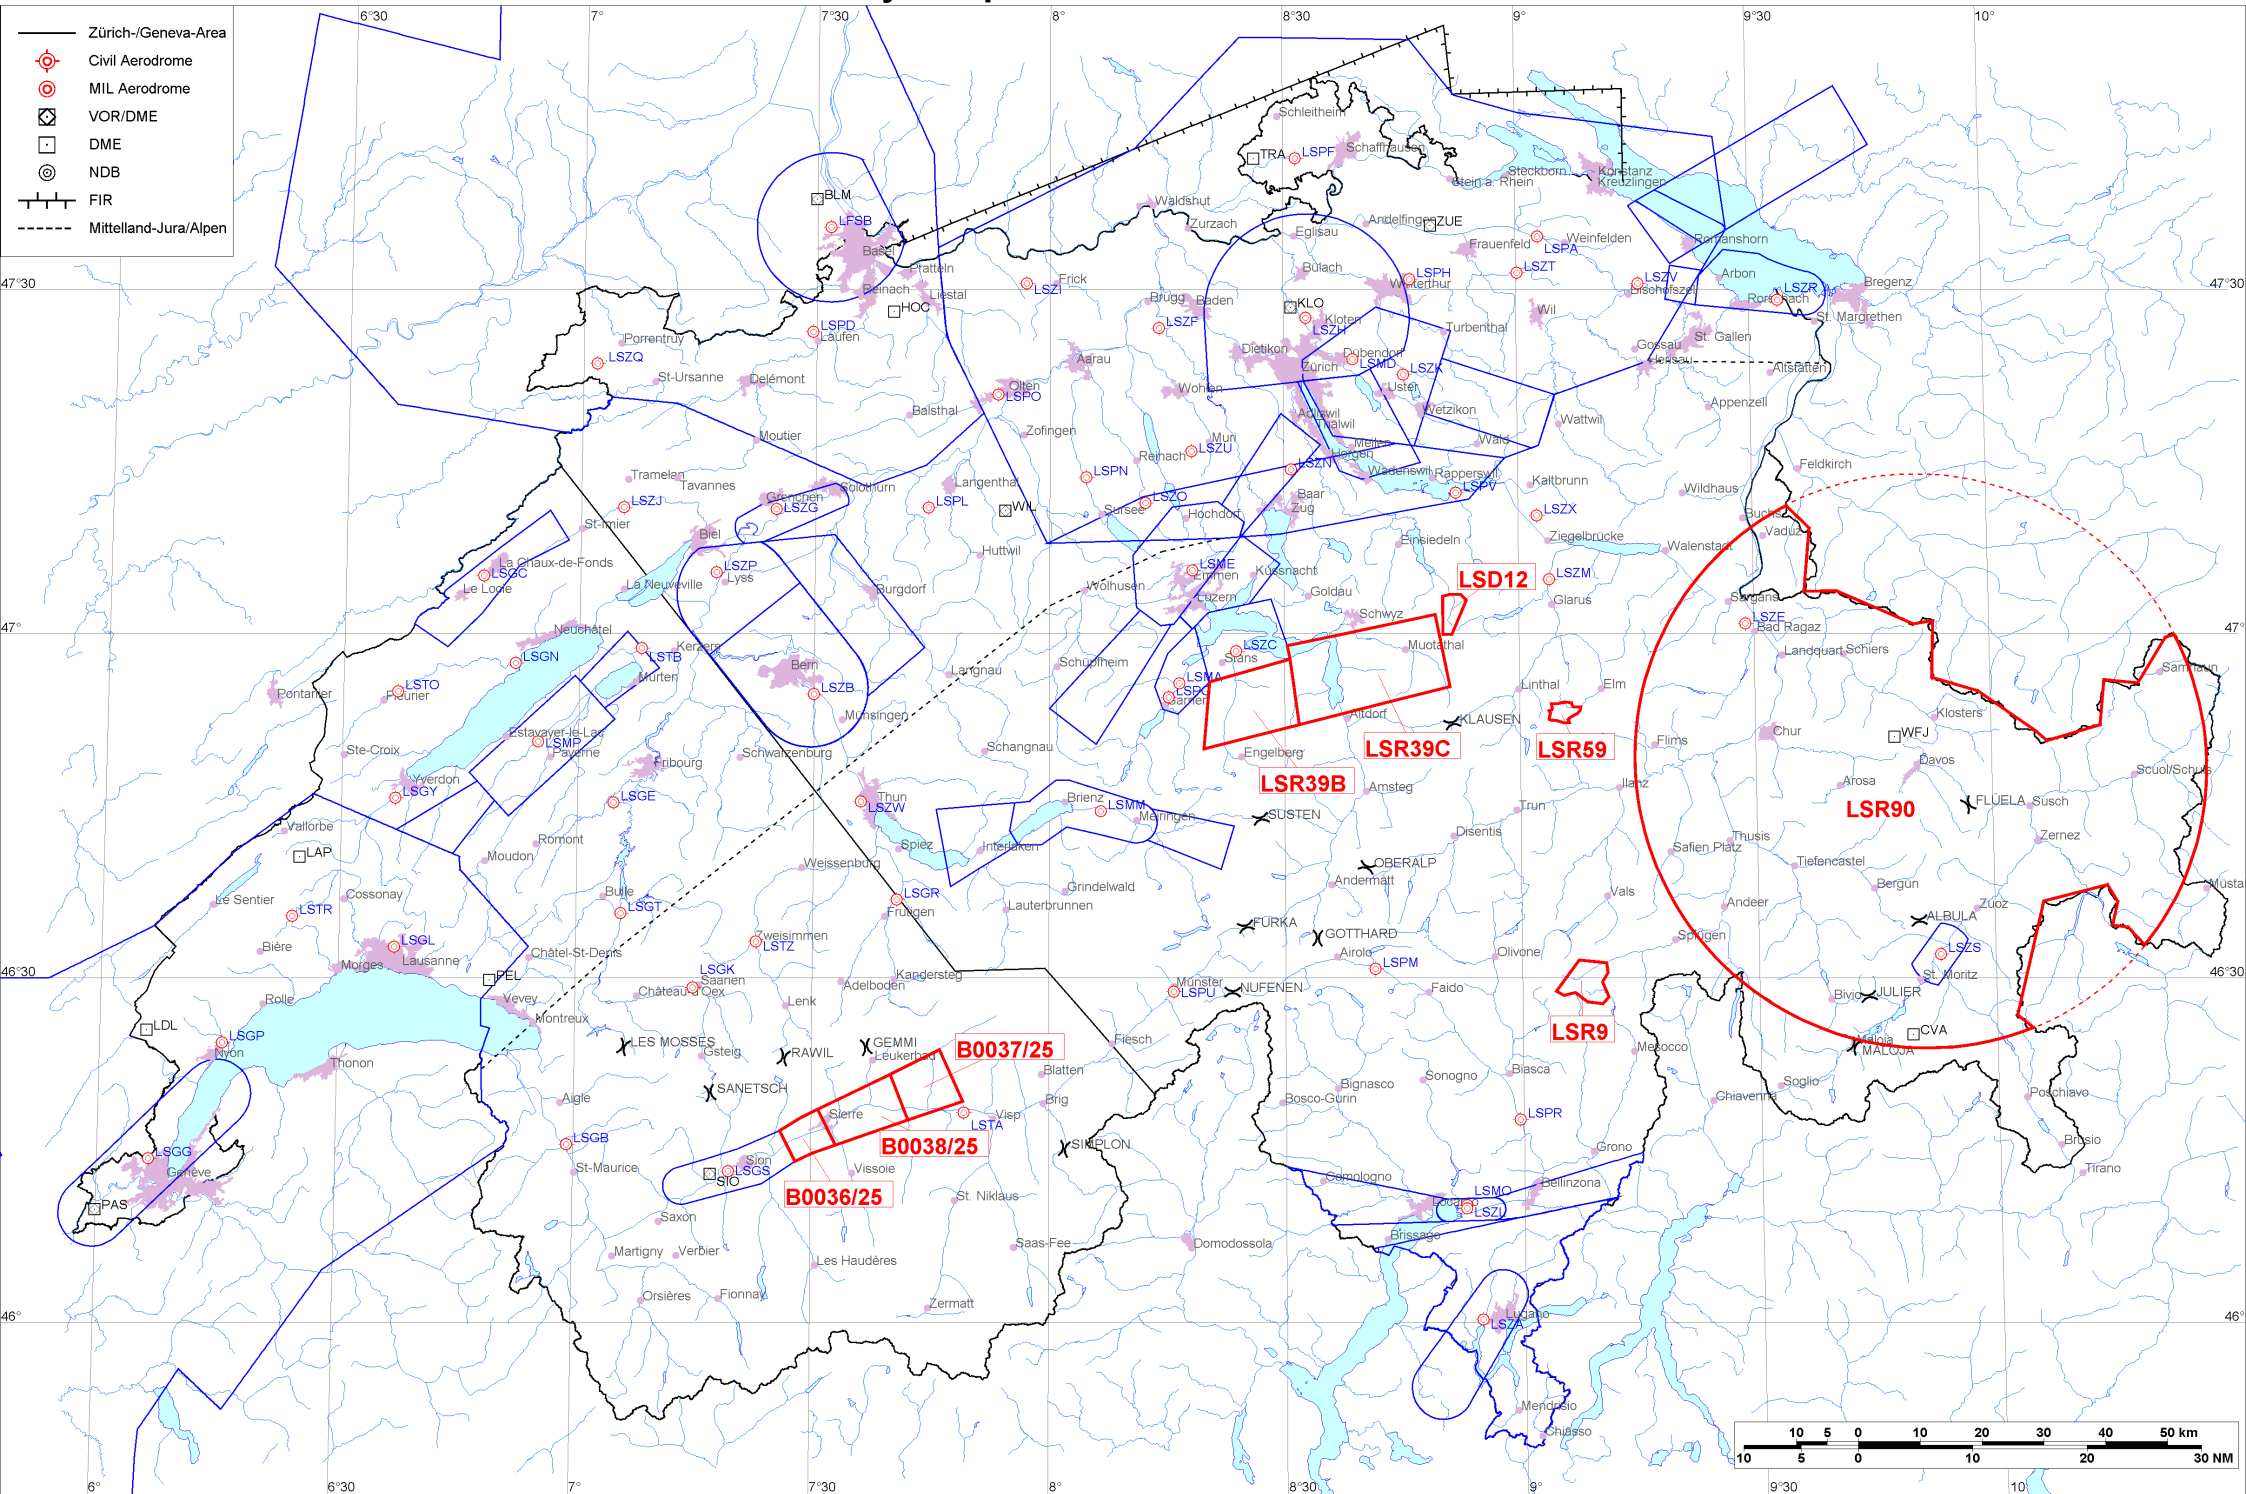 6°30
7°
7°30
8°
8°30
9°
9°30
10°
Zürich-/Geneva-Area
Civil Aerodrome
MIL Aerodrome
VOR/DME
DME
NDB
FIR
Mittelland-Jura/Alpen
Schleitheim
TRA
LSPF
Schaffhausen
Stein a. Rhein
Steckborn
Konstanz
Kreuzlingen
BLM
LFSB
Basel
Waldshut
Zurzach
Eglisau
Andelfingen
ZUE
Frauenfeld
LSPA
Weinfelden
Romanshorn
Pratteln
Reinach
Liestal
HOC
LSZI
Frick
Bülach
LSPH
Winterthur
LSZT
LSZV
Bischofszell
Arbon
LSZR
Rorschach
Bregenz
St. Margrethen
47°30
47°30
LSPD
Laufen
Brugg
Baden
LSZF
KLO
Kloten
LSZH
Turbenthal
Wil
St. Gallen
Gossau
Herisau
Altstätten
Porrentruy
LSZQ
St-Ursanne
Delémont
Aarau
Olten
LSPO
Balsthal
Zofingen
Wohlen
Dietikon
Zürich
Dübendorf
LSMD
LSZK
Uster
Wetzikon
Appenzell
Wattwil
Moutier
Muri
LSZU
Reinach
Adliswil
Thalwil
Meilen
Horgen
Wald
Wädenswil
Rapperswil
LSPV
Kaltbrunn
Feldkirch
Wildhaus
Tramelan
Tavannes
LSZJ
St-Imier
Grenchen
Solothurn
LSZG
LSPL
Langenthal
WIL
LSPN
LSZO
Sursee
Hochdorf
LSZN
Baar
Zug
LSZX
Ziegelbrücke
Walenstadt
Buchs
Vaduz
Biel
LSZP
Lyss
La Chaux-de-Fonds
LSGC
Le Locle
La Neuveville
Huttwil
Burgdorf
Wolhusen
LSME
Emmen
Luzern
Küssnacht
Einsiedeln
Goldau
Schwyz
LSD12
LSZM
Glarus
Sargans
LSZE
Bad Ragaz
47°
47°
Neuchâtel
LSGN
LSTB
Kerzers
Murten
LSTO
Fleurier
Pontarlier
Bern
LSZB
Langnau
Schüpfheim
LSZC
Stans
LSMA
LSPG
Sarnen
Muotathal
Landquart
Schiers
Samnaun
Münsingen
Altdorf
KLAUSEN
Linthal
Elm
Klosters
Estavayer-le-Lac
LSMP
Payerne
Ste-Croix
Fribourg
Schwarzenburg
Schangnau
Engelberg
LSR39C
LSR59
LSR39B
Flims
Chur
WFJ
Davos
Arosa
Scuol/Schuls
Yverdon
LSGY
LSGE
Thun
LSZW
Brienz
LSMM
Meiringen
SUSTEN
Amsteg
Trun
Ilanz
LSR90
FLÜELA
Susch
Vallorbe
LAP
Romont
Moudon
Weissenburg
Spiez
Interlaken
Grindelwald
Disentis
OBERALP
Andermatt
Safien Platz
Thusis
Tiefencastel
Zernez
Le Sentier
Cossonay
LSTR
Bulle
LSGT
LSGR
Frutigen
Lauterbrunnen
Vals
Andeer
Bergun
Zuoz
Müstair
Bière
LSGL
Lausanne
Morges
Châtel-St-Denis
Zweisimmen
LSTZ
FURKA
GOTTHARD
Airolo
LSPM
Olivone
Splügen
ALBULA
LSZS
St. Moritz
46°30
46°30
PEL
Vevey
Rolle
LSGK
Saanen
Château-d'Oex
Adelboden
Kandersteg
Lenk
Münster
LSPU
NUFENEN
Faido
LSR9
Bivio
JULIER
CVA
Maloja
MALOJA
LDL
LSGP
Nyon
Thonon
Montreux
LES MOSSES
Gsteig
RAWIL
GEMMI
Leukerbad
B0037/25
Fiesch
Blatten
Mesocco
SANETSCH
Aigle
Sierre
B0038/25
LSTA
Visp
Brig
Bignasco
Sonogno
Biasca
Bosco-Gurin
LSPR
Soglio
Chiavenna
Poschiavo
LSGG
Genève
PAS
LSGB
St-Maurice
Sion
LSGS
SIO
B0036/25
Vissoie
SIMPLON
Grono
Brusio
Tirano
St. Niklaus
Comologno
Locarno
LSMO
LSZL
Bellinzona
Saxon
Martigny
Verbier
Les Haudères
Saas-Fee
Domodossola
Brissago
Orsières
Fionnay
Zermatt
46°
46°
Lugano
LSZA
Mendrisio
Chiasso
10 5 0 10 20 30 40 50 km
10 5 0 10 20 30 NM
6°
6°30
7°
7°30
8°
8°30
9°
9°30
10°